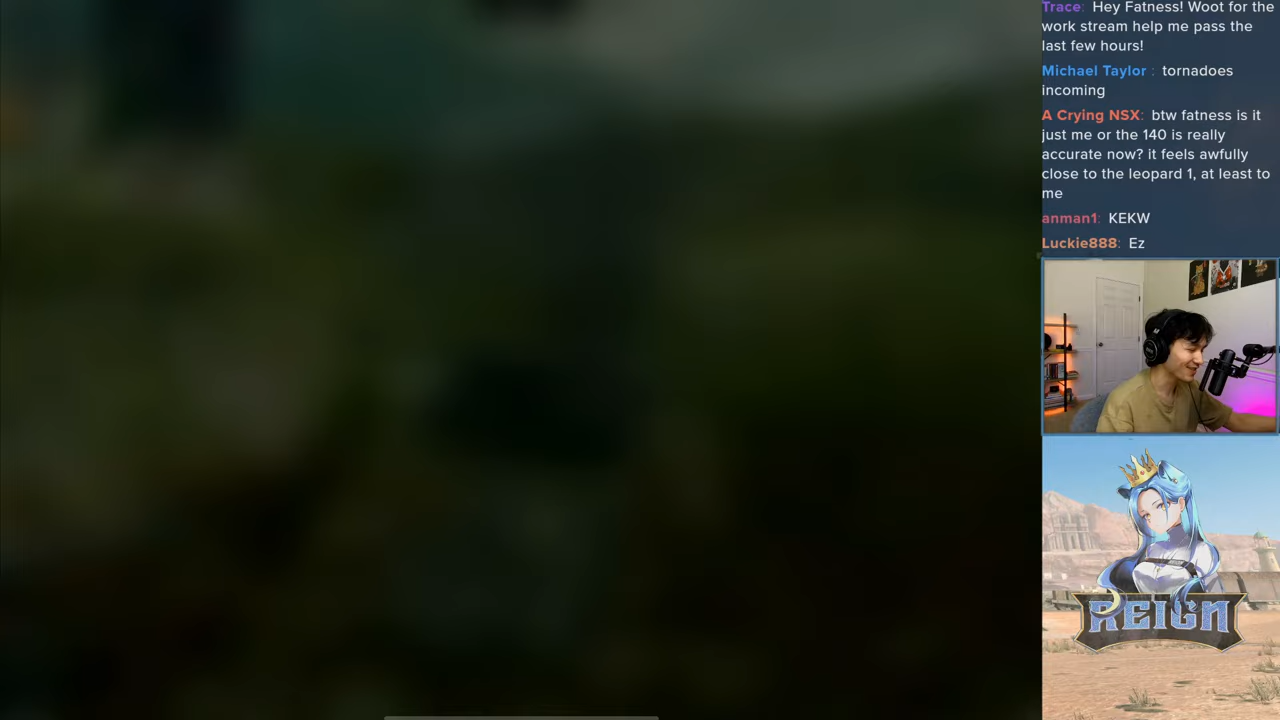 Trace: Hey Fatness! Woot for the
work stream help me pass the
last few hours!
Michael Taylor : tornadoes
incoming
A Crying NSX: btw fatness is it
just me or the 140 is really
accurate now? it feels awfully
close to the leopard 1, at least to
me
anman1: KEKW
Luckie888: Ez
REIGN